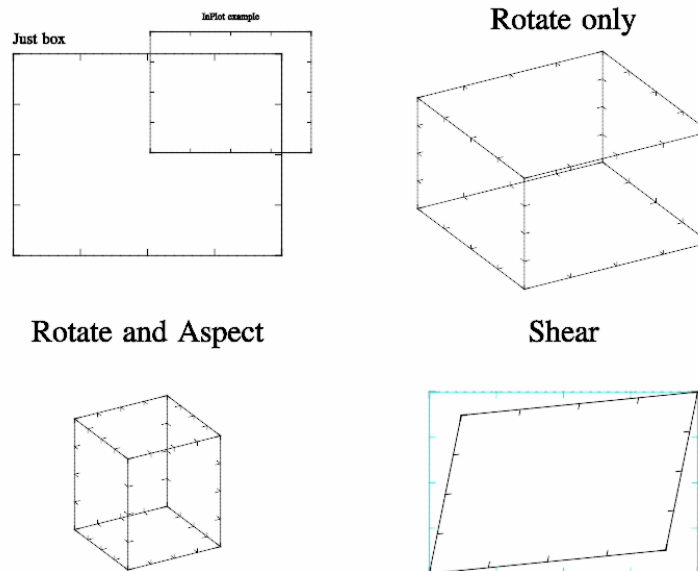 InPlot example
Just box
Rotate only
Rotate and Aspect
Shear